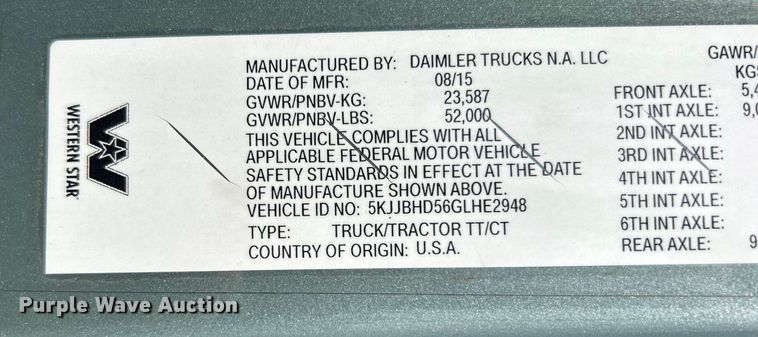 WESTERN STAR
MANUFACTURED BY: DAIMLER TRUCKS N.A. LLC
DATE OF MFR: 08/15
GVWR/PNBV-KG: 23,587
GVWR/PNBV-LBS: 52,000
THIS VEHICLE COMPLIES WITH ALL
APPLICABLE FEDERAL MOTOR VEHICLE
SAFETY STANDARDS IN EFFECT AT THE DATE
OF MANUFACTURE SHOWN ABOVE.
VEHICLE ID NO: 5KJJBHD56GLHE2948
TYPE: TRUCK/TRACTOR TT/CT
COUNTRY OF ORIGIN: U.S.A.
GAWR/
KGS
FRONT AXLE: 5,4
1ST INT AXLE: 9,0
2ND INT AXLE:
3RD INT AXLE:
4TH INT AXLE:
5TH INT AXLE:
6TH INT AXLE:
REAR AXLE: 9
Purple Wave Auction